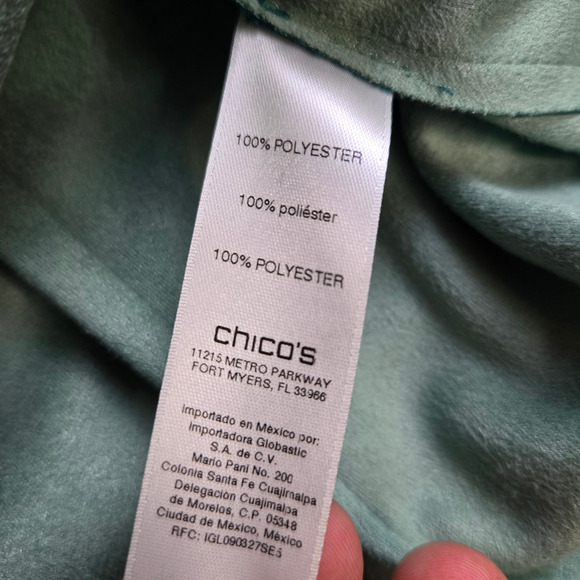 100% POLYESTER
100% poliéster
100% POLYESTER
chico's
11215 METRO PARKWAY
FORT MYERS, FL 33966
Importado en México por:
Importadora Globastic
S.A. de C.V.
Mario Pani No. 200
Colonia Santa Fe Cuajimalpa
Delegación Cuajimalpa
de Morelos, C.P. 05348
Ciudad de México, México
RFC: IGL090327SE5